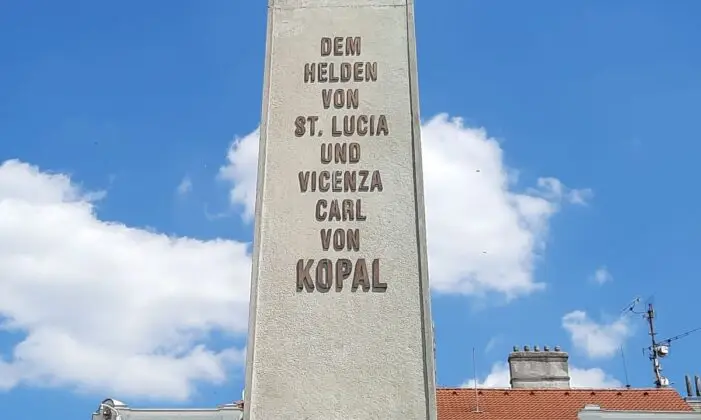 DEM
HELDEN
VON
ST. LUCIA
UND
VICENZA
CARL
VON
KOPAL